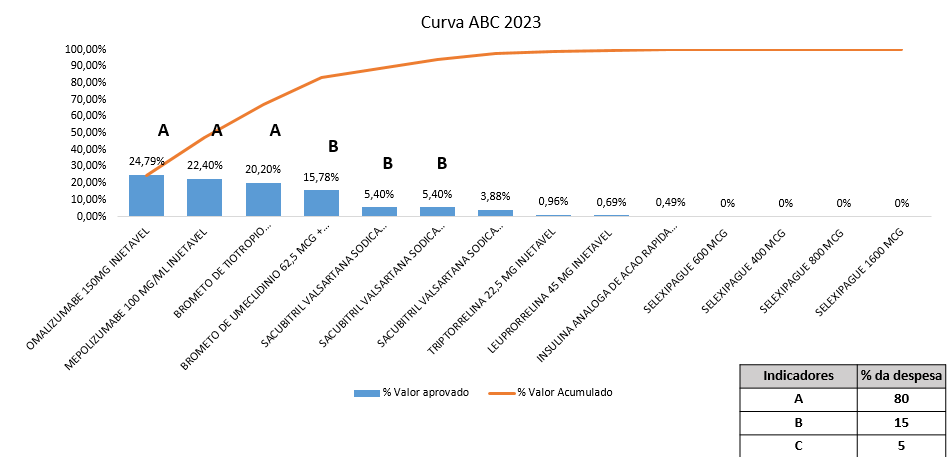 Curva ABC 2023
100,00%
90,00%
80,00%
70,00%
60,00%
50,00%
40,00%
30,00%
20,00%
10,00%
0,00%
A
A
A
B
B
B
24,79%
22,40%
20,20%
15,78%
5,40%
5,40%
3,88%
0,96%
0,69%
0,49%
0%
0%
0%
0%
OMALIZUMABE 150MG INJETAVEL
MEPOLIZUMABE 100 MG/ML INJETAVEL
BROMETO DE TIOTROPIO...
BROMETO DE UMECLIDINIO 62,5 MCG +...
SACUBITRIL VALSARTANA SODICA...
SACUBITRIL VALSARTANA SODICA...
SACUBITRIL VALSARTANA SODICA...
TRIPTORRELINA 22,5 MG INJETAVEL
LEUPRORRELINA 45 MG INJETAVEL
INSULINA ANALOGA DE ACAO RAPIDA...
SELEXIPAGUE 600 MCG
SELEXIPAGUE 400 MCG
SELEXIPAGUE 800 MCG
SELEXIPAGUE 1600 MCG
% Valor aprovado
% Valor Acumulado
Indicadores % da despesa
A 80
B 15
C 5